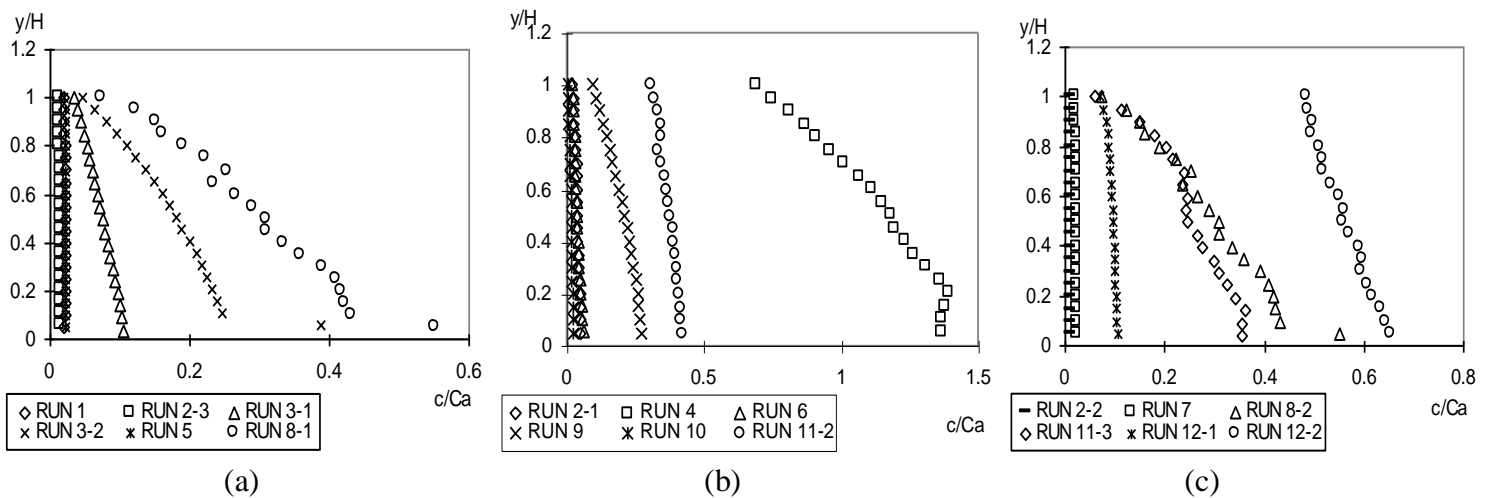 y/H
1.2
1
0.8
0.6
0.4
0.2
0
0 0.2 0.4 0.6
c/Ca
RUN 1 RUN 2-3 RUN 3-1
RUN 3-2 RUN 5 RUN 8-1
(a)
y/H
1.2
1
0.8
0.6
0.4
0.2
0
0 0.5 1 1.5
c/Ca
RUN 2-1 RUN 4 RUN 6
RUN 9 RUN 10 RUN 11-2
(b)
y/H
1.2
1
0.8
0.6
0.4
0.2
0
0 0.2 0.4 0.6 0.8
c/Ca
RUN 2-2 RUN 7 RUN 8-2
RUN 11-3 RUN 12-1 RUN 12-2
(c)